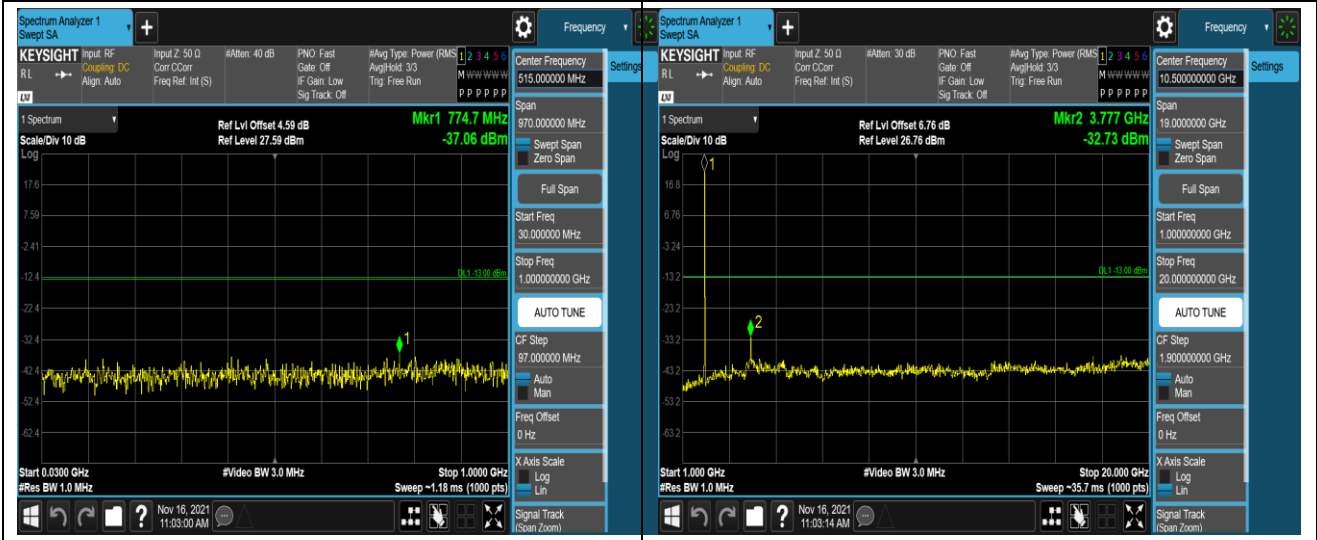 Spectrum Analyzer 1
Swept SA
+
Frequency
KEYSIGHT
Input: RF
Coupling: DC
Align: Auto
Input Z: 50 Ω
Corr CCorr
Freq Ref: Int (S)
#Atten: 40 dB
PNO: Fast
Gate: Off
IF Gain: Low
Sig Track: Off
#Avg Type: Power (RMS
Avg|Hold: 3/3
Trig: Free Run
1 2 3 4 5 6
M W W W W W
P P P P P P
RL
LXI
Center Frequency
515.000000 MHz
Settings
1 Spectrum
Scale/Div 10 dB
Log
Ref Lvl Offset 4.59 dB
Ref Level 27.59 dBm
Mkr1 774.7 MHz
-37.06 dBm
Span
970.000000 MHz
Swept Span
Zero Span
Full Span
Start Freq
30.000000 MHz
Stop Freq
1.000000000 GHz
AUTO TUNE
CF Step
97.000000 MHz
Auto
Man
Freq Offset
0 Hz
X Axis Scale
Log
Lin
Signal Track
(Span Zoom)
17.6
7.59
-2.41
-12.4
-22.4
-32.4
-42.4
-52.4
-62.4
DL1 -13.00 dBm
1
Start 0.0300 GHz
#Res BW 1.0 MHz
#Video BW 3.0 MHz
Stop 1.0000 GHz
Sweep ~1.18 ms (1000 pts)
?
Nov 16, 2021
11:03:00 AM
Spectrum Analyzer 1
Swept SA
+
Frequency
KEYSIGHT
Input: RF
Coupling: DC
Align: Auto
Input Z: 50 Ω
Corr CCorr
Freq Ref: Int (S)
#Atten: 30 dB
PNO: Fast
Gate: Off
IF Gain: Low
Sig Track: Off
#Avg Type: Power (RMS
Avg|Hold: 3/3
Trig: Free Run
1 2 3 4 5 6
M W W W W W
P P P P P P
RL
LXI
Center Frequency
10.500000000 GHz
Settings
1 Spectrum
Scale/Div 10 dB
Log
Ref Lvl Offset 6.76 dB
Ref Level 26.76 dBm
Mkr2 3.777 GHz
-32.73 dBm
Span
19.0000000 GHz
Swept Span
Zero Span
Full Span
Start Freq
1.000000000 GHz
Stop Freq
20.000000000 GHz
AUTO TUNE
CF Step
1.900000000 GHz
Auto
Man
Freq Offset
0 Hz
X Axis Scale
Log
Lin
Signal Track
(Span Zoom)
1
16.8
6.76
-3.24
-13.2
-23.2
-33.2
-43.2
-53.2
-63.2
DL1 -13.00 dBm
2
Start 1.000 GHz
#Res BW 1.0 MHz
#Video BW 3.0 MHz
Stop 20.000 GHz
Sweep ~35.7 ms (1000 pts)
?
Nov 16, 2021
11:03:14 AM